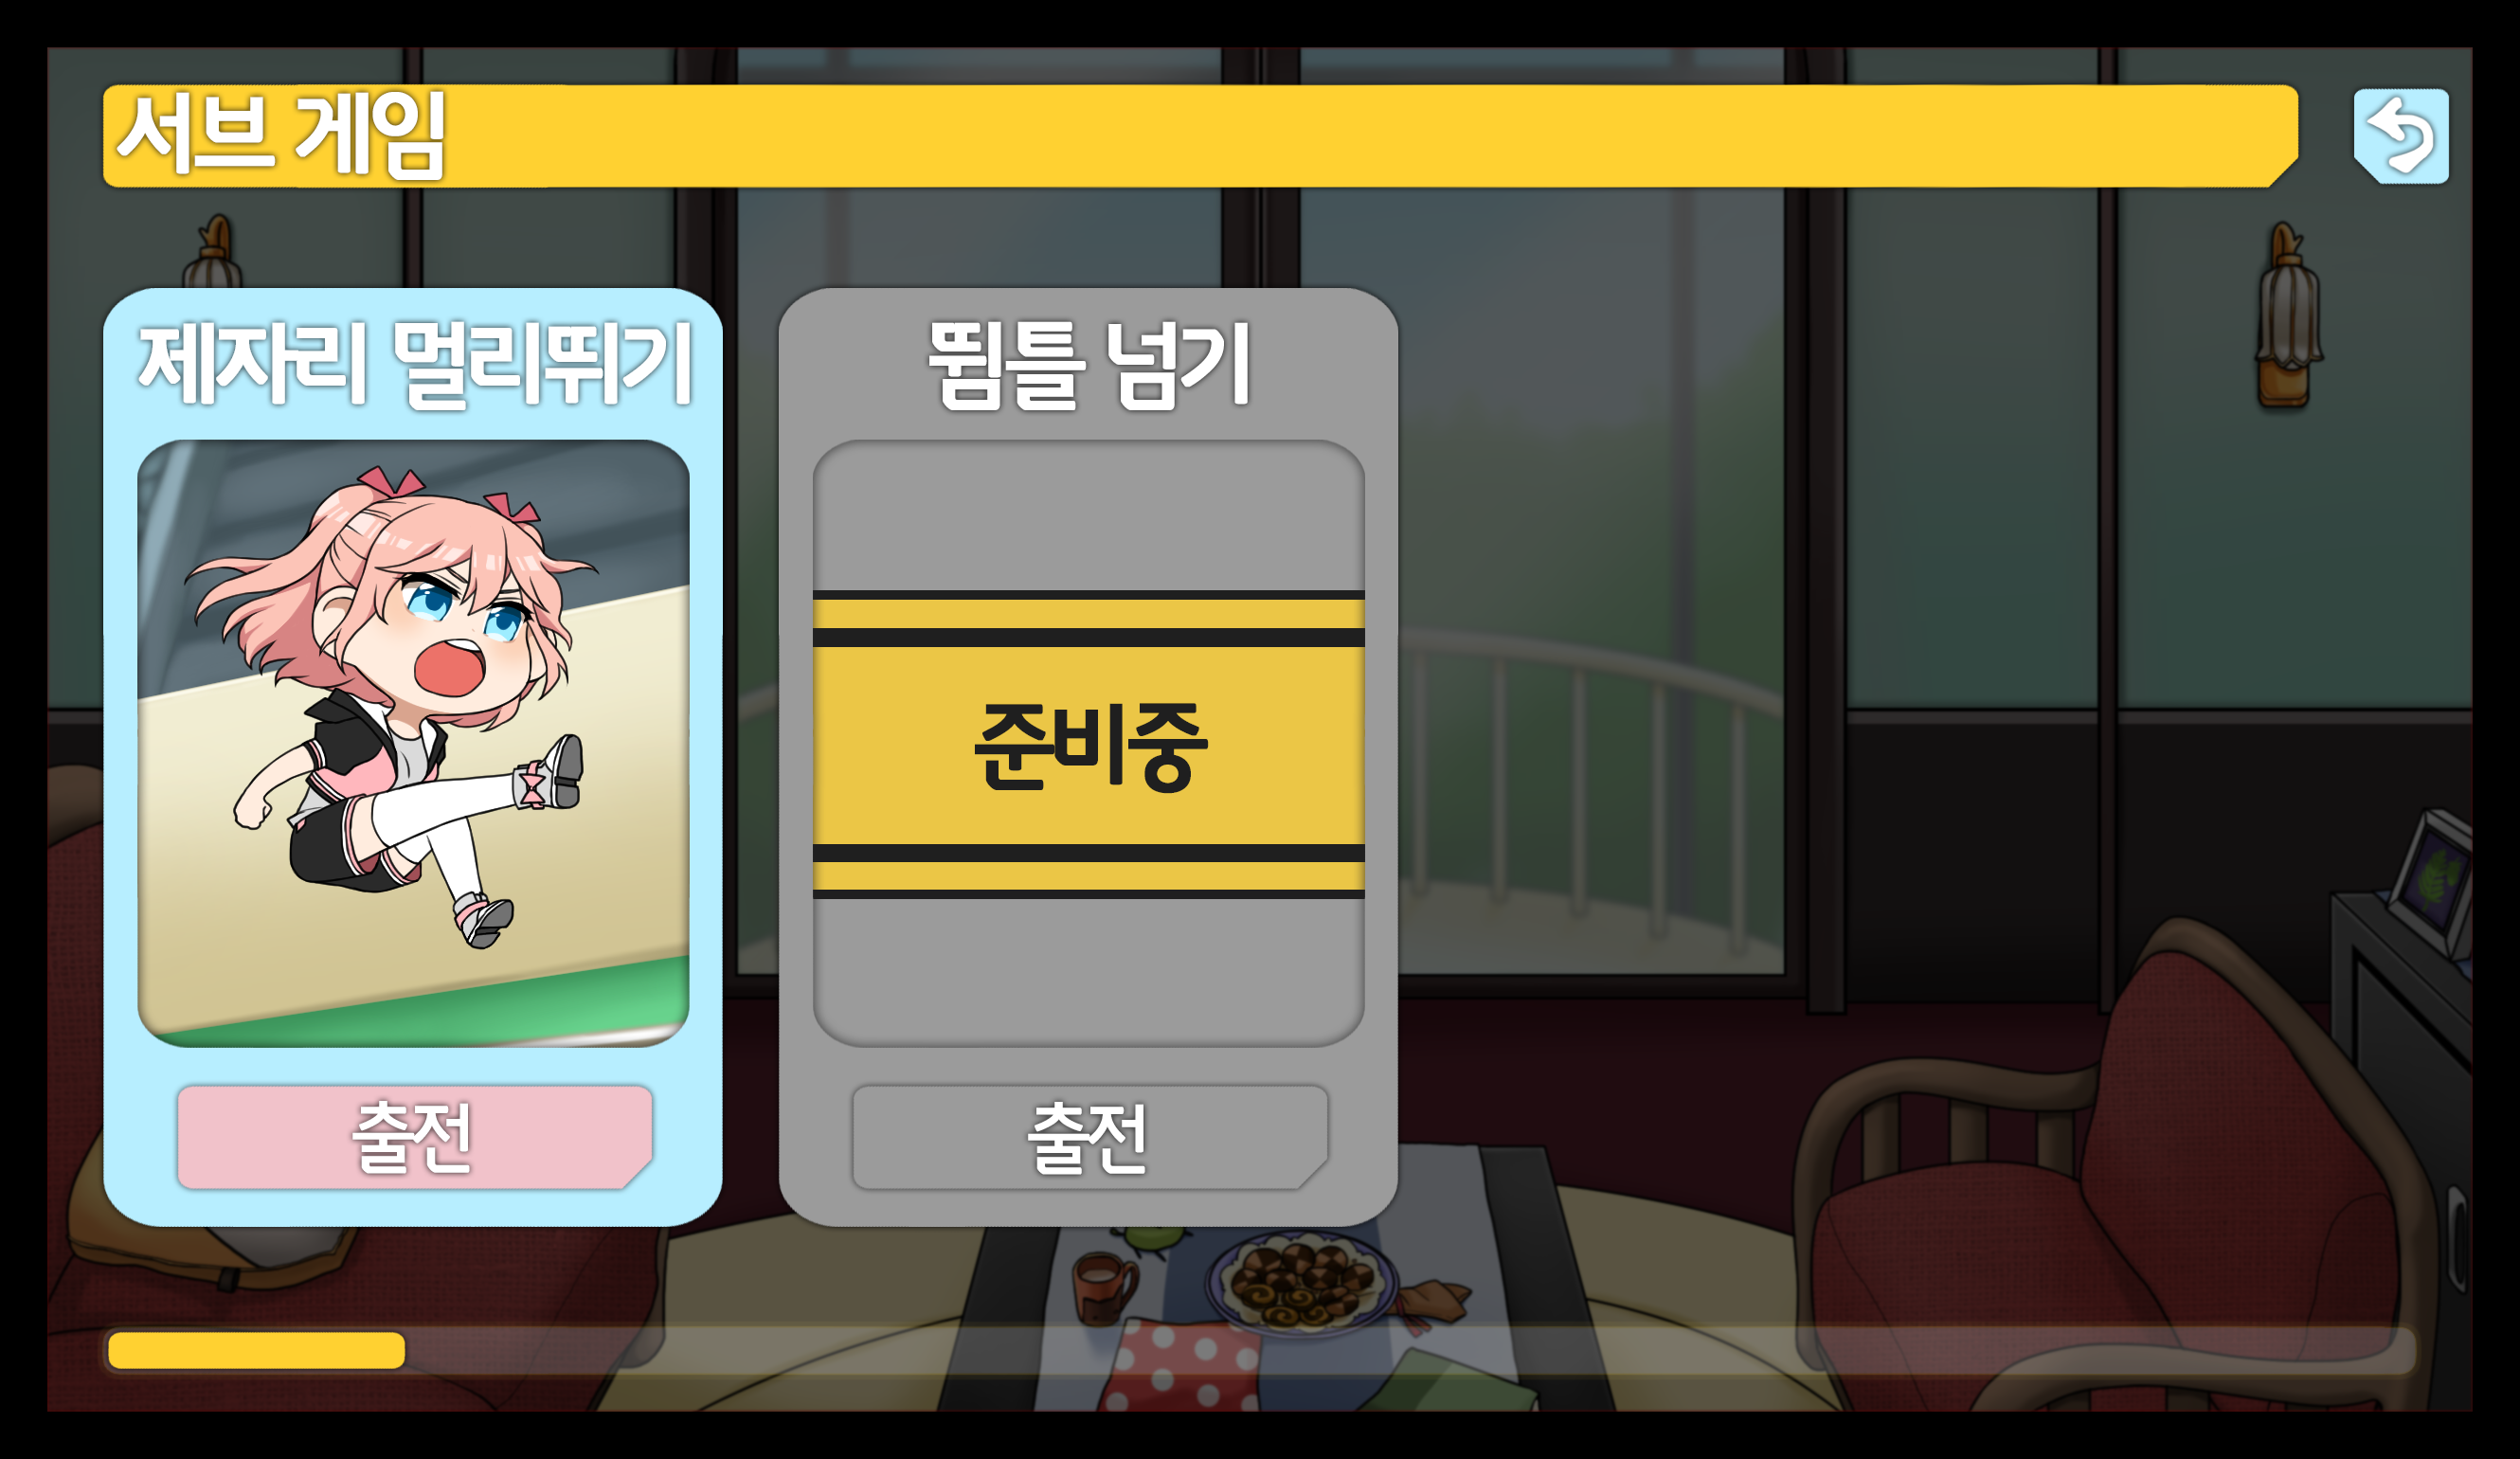 서브 게임
제자리 멀리뛰기
출전
뜀틀 넘기
준비중
출전